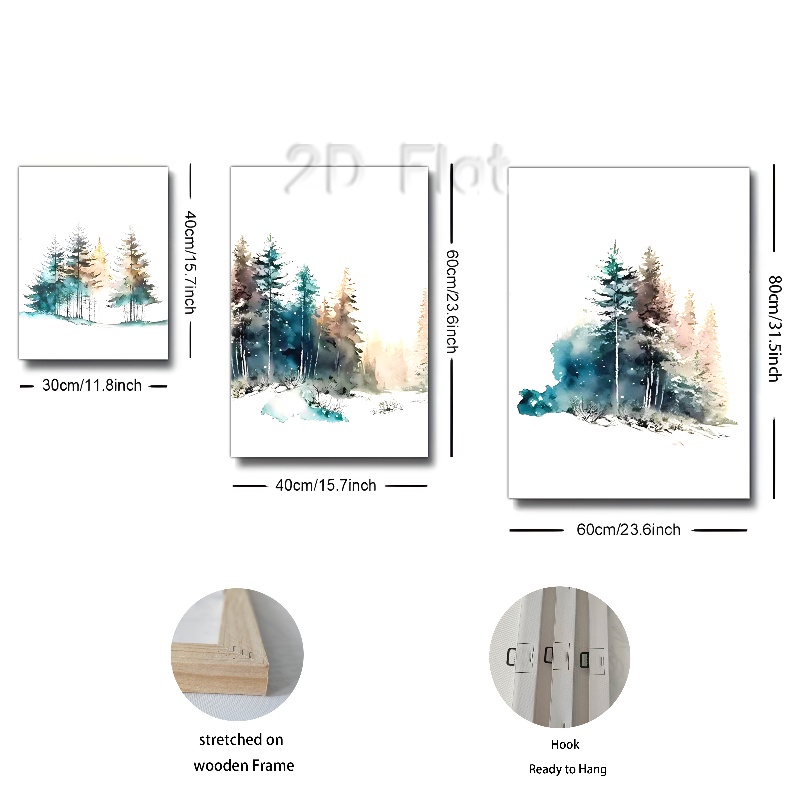 2D Flat
40cm/15.7inch
30cm/11.8inch
60cm/23.6inch
40cm/15.7inch
80cm/31.5inch
60cm/23.6inch
stretched on
wooden Frame
Hook
Ready to Hang